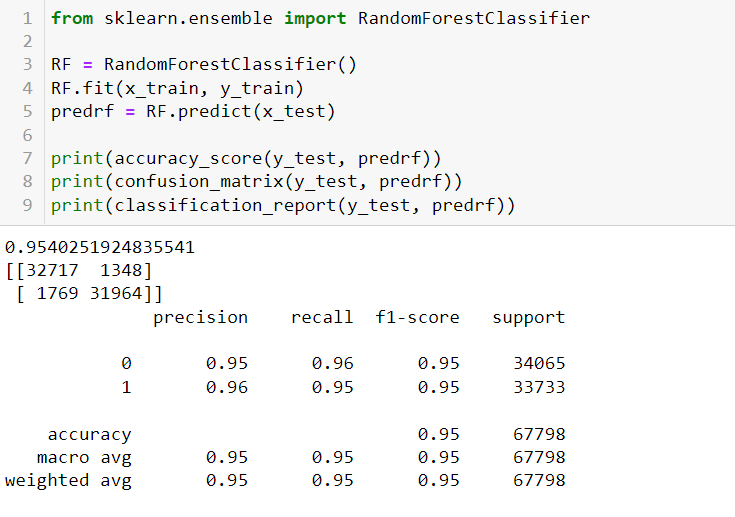 1 from sklearn.ensemble import RandomForestClassifier
2
3 RF = RandomForestClassifier()
4 RF.fit(x_train, y_train)
5 predrf = RF.predict(x_test)
6
7 print(accuracy_score(y_test, predrf))
8 print(confusion_matrix(y_test, predrf))
9 print(classification_report(y_test, predrf))
0.9540251924835541
[[32717  1348]
 [ 1769 31964]]
              precision    recall  f1-score   support
           0       0.95      0.96      0.95     34065
           1       0.96      0.95      0.95     33733
    accuracy                           0.95     67798
   macro avg       0.95      0.95      0.95     67798
weighted avg       0.95      0.95      0.95     67798